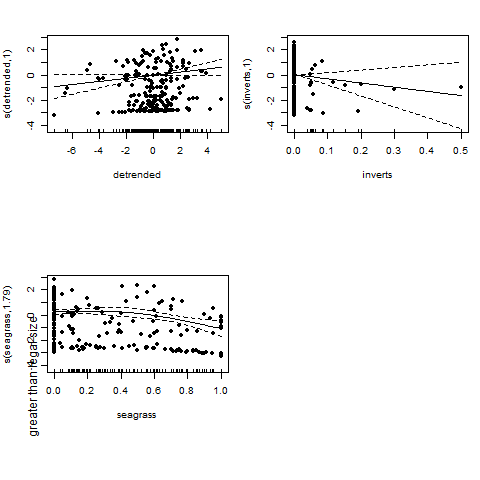 s(detrended,1)
2
0
-2
-4
-6 -4 -2 0 2 4
detrended
s(inverts,1)
2
0
-2
-4
0.0 0.1 0.2 0.3 0.4 0.5
inverts
s(seagrass,1.79)
greater than legal size
2
0
0.0 0.2 0.4 0.6 0.8 1.0
seagrass